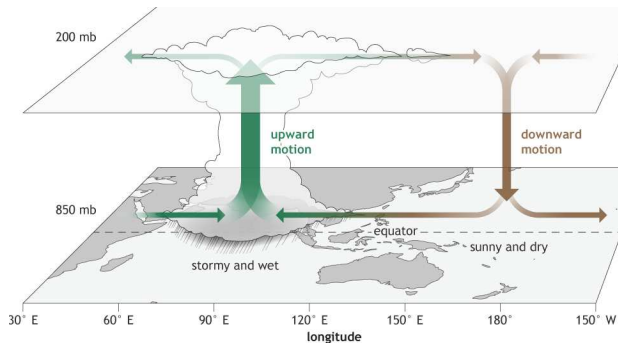 200 mb
upward
motion
downward
motion
850 mb
equator
sunny and dry
stormy and wet
30° E
60° E
90° E
120° E
150° E
180°
150° W
longitude